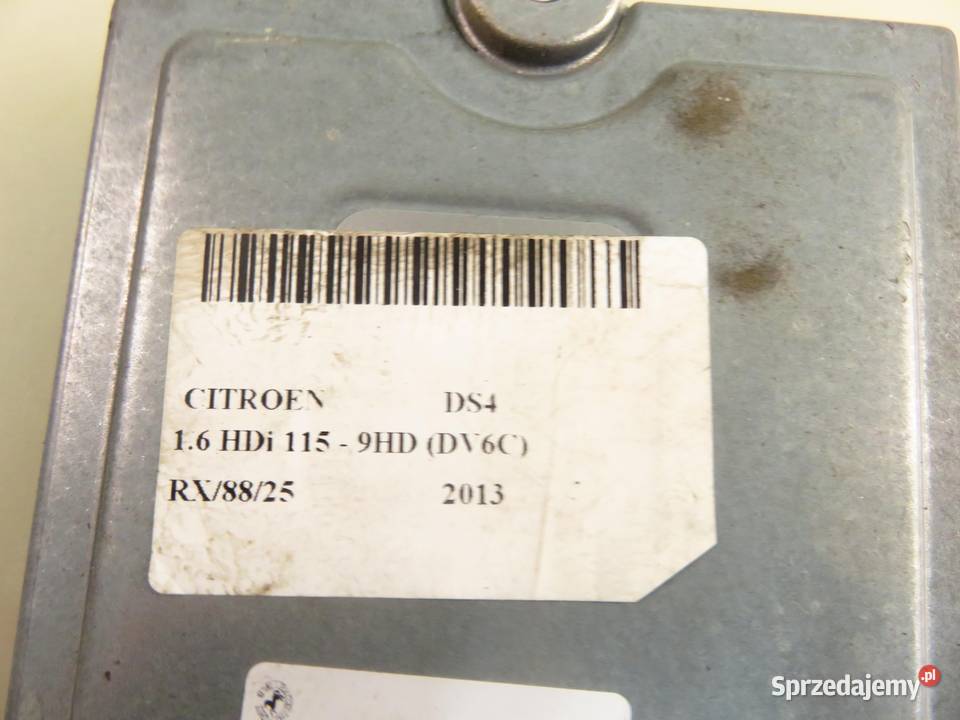 CITROEN DS4
1.6 HDi 115 - 9HD (DV6C)
RX/88/25 2013
Sprzedajemy.pl